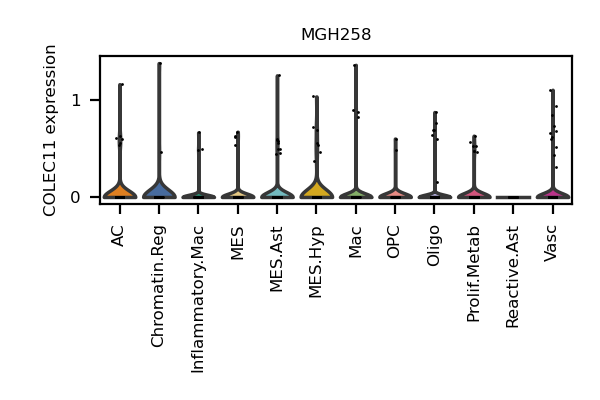 MGH258
COLEC11 expression
1
0
AC
Chromatin.Reg
Inflammatory.Mac
MES
MES.Ast
MES.Hyp
Mac
OPC
Oligo
Prolif.Metab
Reactive.Ast
Vasc